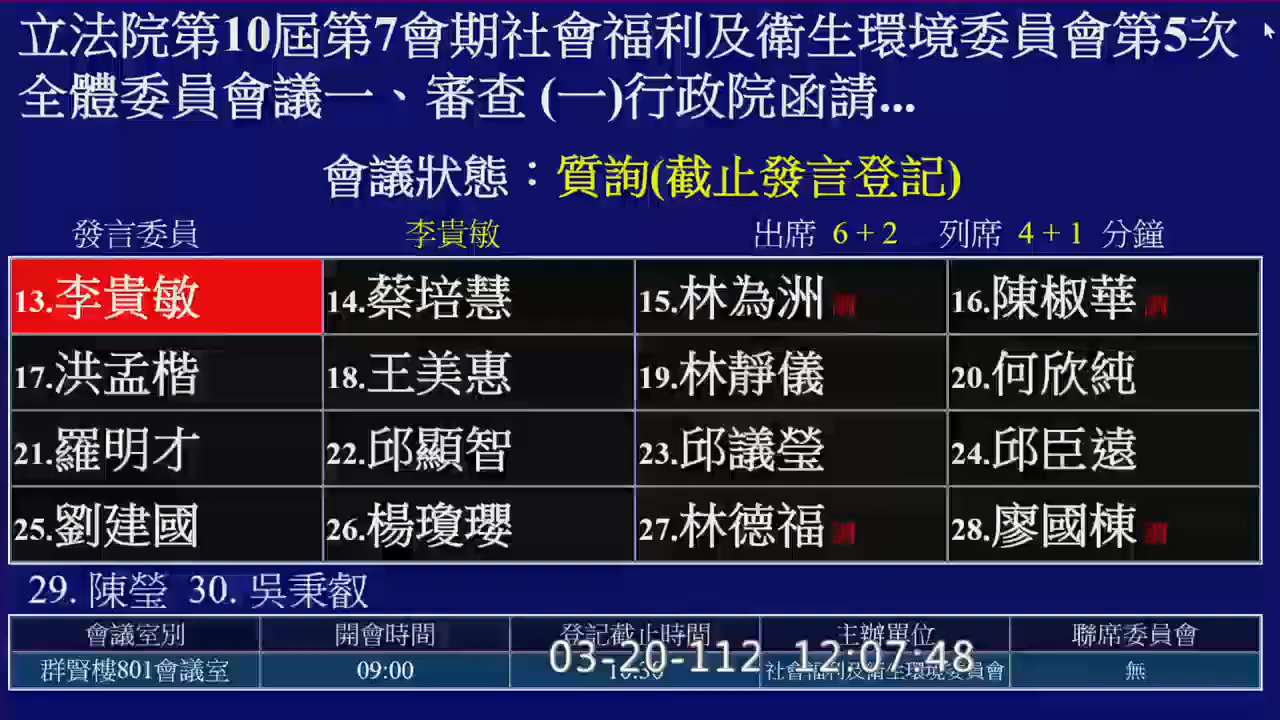 立法院第10屆第7會期社會福利及衛生環境委員會第5次
全體委員會議一、審查 (一)行政院函請...
會議狀態：質詢(截止發言登記)
發言委員 李貴敏 出席 6 + 2 列席 4 + 1 分鐘
13.李貴敏 14.蔡培慧 15.林為洲 調 16.陳椒華 調
17.洪孟楷 18.王美惠 19.林靜儀 20.何欣純
21.羅明才 22.邱顯智 23.邱議瑩 24.邱臣遠
25.劉建國 26.楊瓊瓔 27.林德福 調 28.廖國棟 調
29. 陳瑩 30. 吳秉叡
會議室別 開會時間 登記截止時間 主辦單位 聯席委員會
03-20-112 12:07:48
群賢樓801會議室 09:00 10:30 社會福利及衛生環境委員會 無